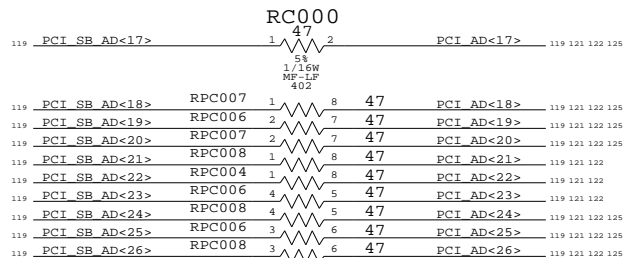 RC000
47
119 PCI_SB_AD<17> 1 2 PCI_AD<17> 119 121 122 125
5%
1/16W
MF-LF
402
119 PCI_SB_AD<18> RPC007 1 8 47 PCI_AD<18> 119 121 122 125
119 PCI_SB_AD<19> RPC006 2 7 47 PCI_AD<19> 119 121 122 125
119 PCI_SB_AD<20> RPC007 2 7 47 PCI_AD<20> 119 121 122 125
119 PCI_SB_AD<21> RPC008 1 8 47 PCI_AD<21> 119 121 122
119 PCI_SB_AD<22> RPC004 1 8 47 PCI_AD<22> 119 121 122
119 PCI_SB_AD<23> RPC006 4 5 47 PCI_AD<23> 119 121 122
119 PCI_SB_AD<24> RPC008 4 5 47 PCI_AD<24> 119 121 122 125
119 PCI_SB_AD<25> RPC006 3 6 47 PCI_AD<25> 119 121 122 125
119 PCI_SB_AD<26> RPC008 3 6 47 PCI_AD<26> 119 121 122 125